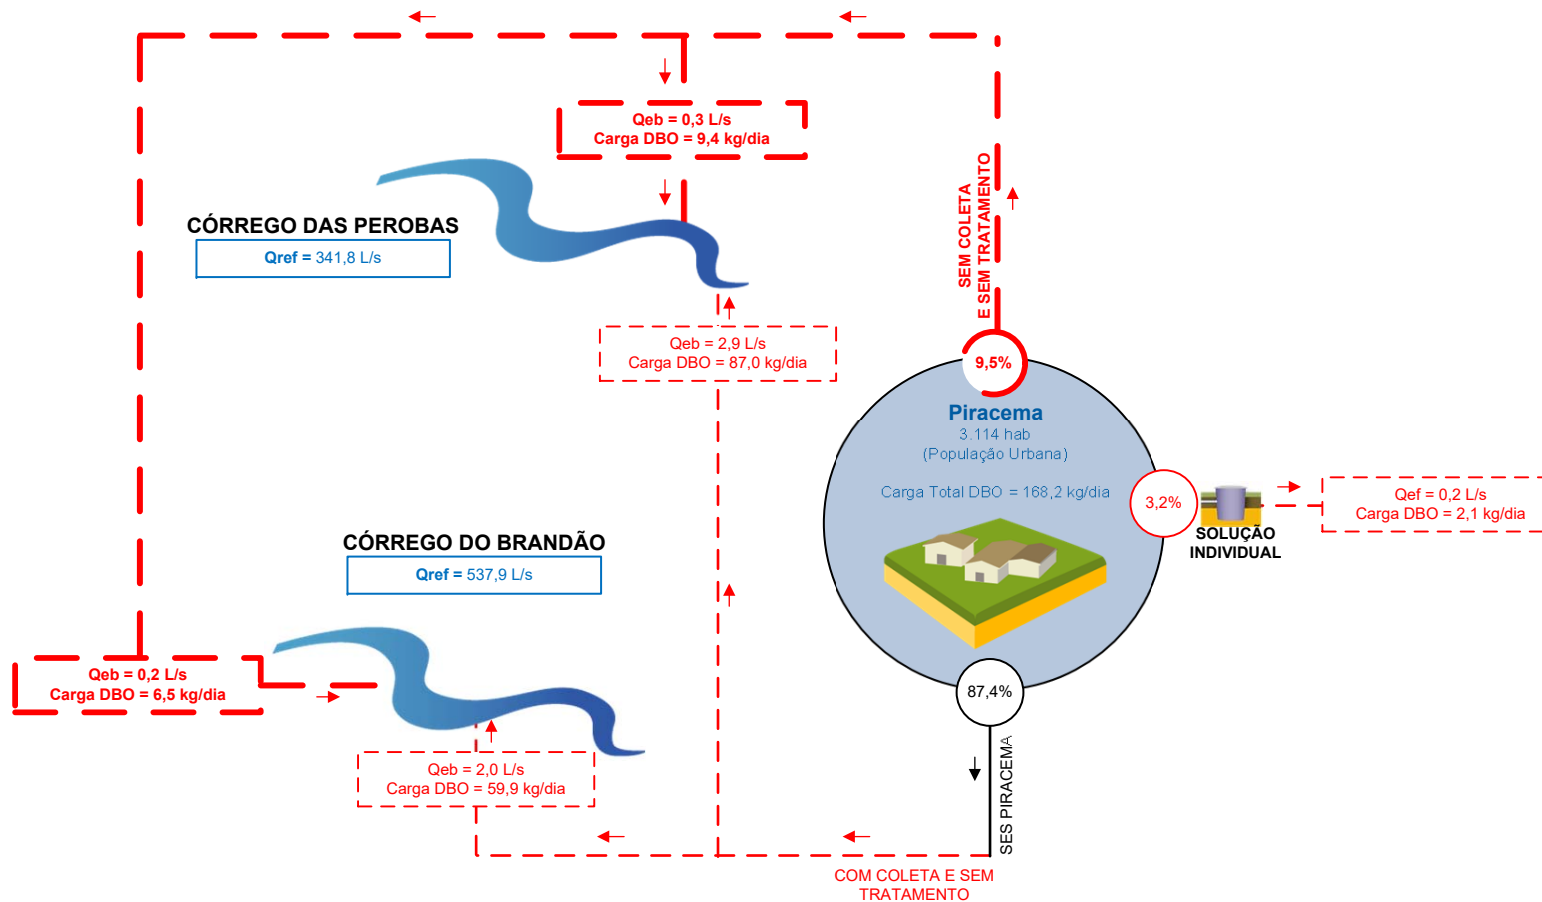 Qeb = 0,3 L/s
Carga DBO = 9,4 kg/dia
SEM COLETA
E SEM TRATAMENTO
CÓRREGO DAS PEROBAS
Qref = 341,8 L/s
Qeb = 2,9 L/s
Carga DBO = 87,0 kg/dia
9,5%
Piracema
3.114 hab
(População Urbana)
Carga Total DBO = 168,2 kg/dia
3,2%
SOLUÇÃO
INDIVIDUAL
Qef = 0,2 L/s
Carga DBO = 2,1 kg/dia
CÓRREGO DO BRANDÃO
Qref = 537,9 L/s
Qeb = 0,2 L/s
Carga DBO = 6,5 kg/dia
87,4%
Qeb = 2,0 L/s
Carga DBO = 59,9 kg/dia
SES PIRACEMA
COM COLETA E SEM
TRATAMENTO